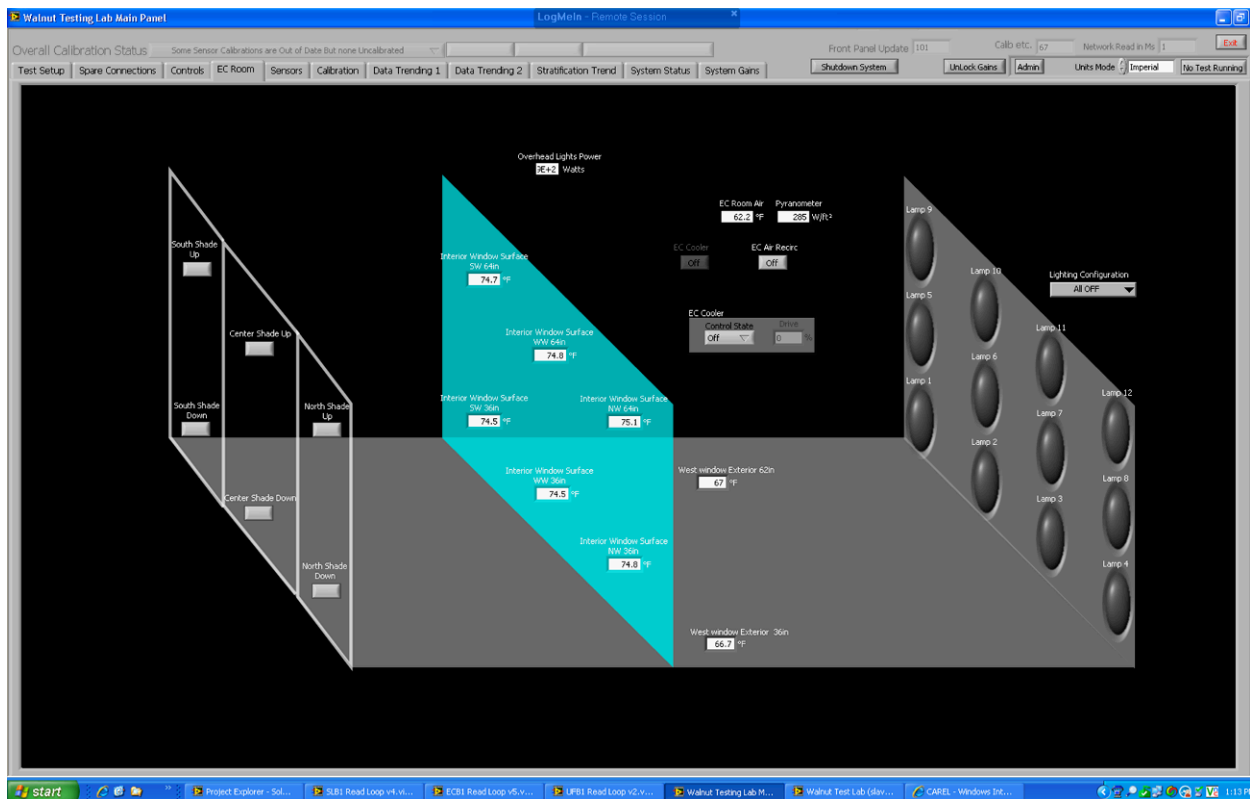 Walnut Testing Lab Main Panel
LogMeIn - Remote Session
Overall Calibration Status Some Sensor Calibrations are Out of Date But none Uncalibrated
Front Panel Update 101 Calb etc. 67 Network Read in Ms 1 Exit
Test Setup Spare Connections Controls EC Room Sensors Calibration Data Trending 1 Data Trending 2 Stratification Trend System Status System Gains
Shutdown System UnLock Gains Admin Units Mode Imperial No Test Running
Overhead Lights Power
E+2 Watts
EC Room Air Pyranometer
62.2 °F 285 W/ft²
EC Cooler EC Air Recirc
Off Off
EC Cooler
Control State Drive
Off 0 %
Lighting Configuration
All OFF
South Shade
Up
Center Shade Up
South Shade
Down
North Shade
Up
Center Shade Down
North Shade
Down
Interior Window Surface
SW 64in
74.7 °F
Interior Window Surface
WW 64in
74.8 °F
Interior Window Surface
SW 36in
74.5 °F
Interior Window Surface
NW 64in
75.1 °F
Interior Window Surface
WW 36in
74.5 °F
Interior Window Surface
NW 36in
74.8 °F
West window Exterior 62in
67 °F
West window Exterior 36in
66.7 °F
Lamp 9
Lamp 10
Lamp 5
Lamp 11
Lamp 6
Lamp 1
Lamp 12
Lamp 7
Lamp 2
Lamp 8
Lamp 3
Lamp 4
start Project Explorer - Sol... SLB1 Read Loop v4.vi... ECB1 Read Loop v5.v... UFB1 Read Loop v2.v... Walnut Testing Lab M... Walnut Test Lab (slav... CAREL - Windows Int... 1:13 P